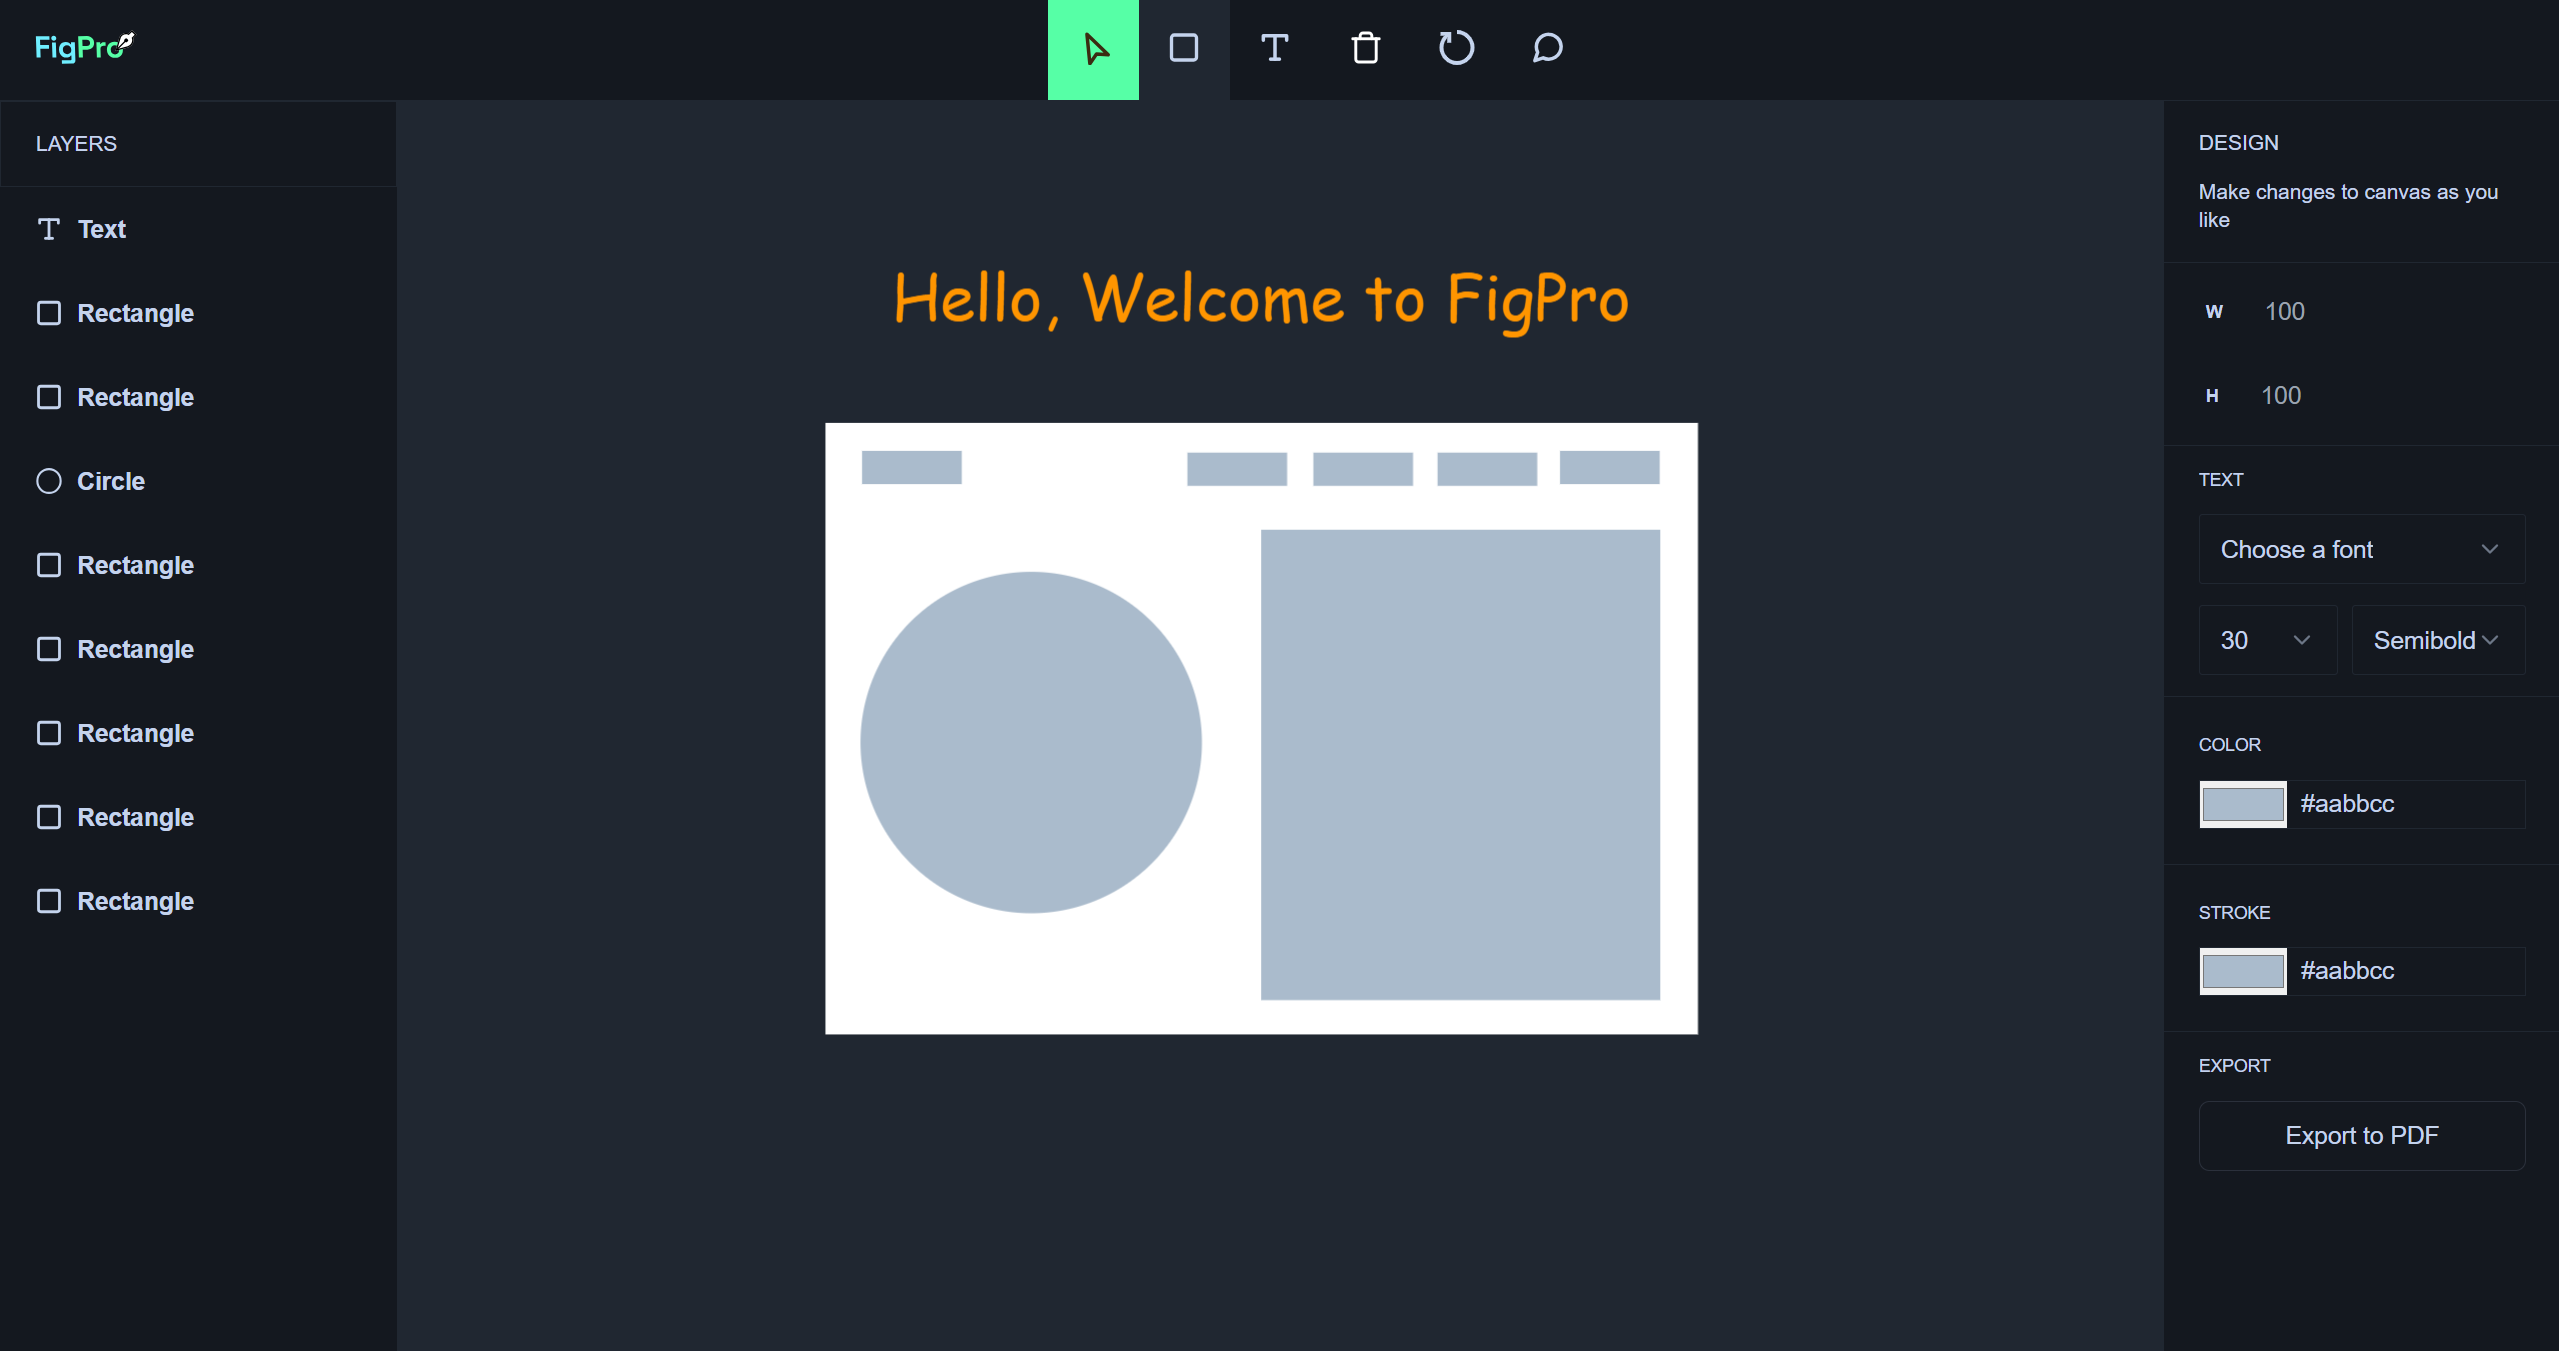 FigPro
LAYERS
Text
Rectangle
Rectangle
Circle
Rectangle
Rectangle
Rectangle
Rectangle
Rectangle
Hello, Welcome to FigPro
DESIGN
Make changes to canvas as you
like
W 100
H 100
TEXT
Choose a font
30 Semibold
COLOR
#aabbcc
STROKE
#aabbcc
EXPORT
Export to PDF